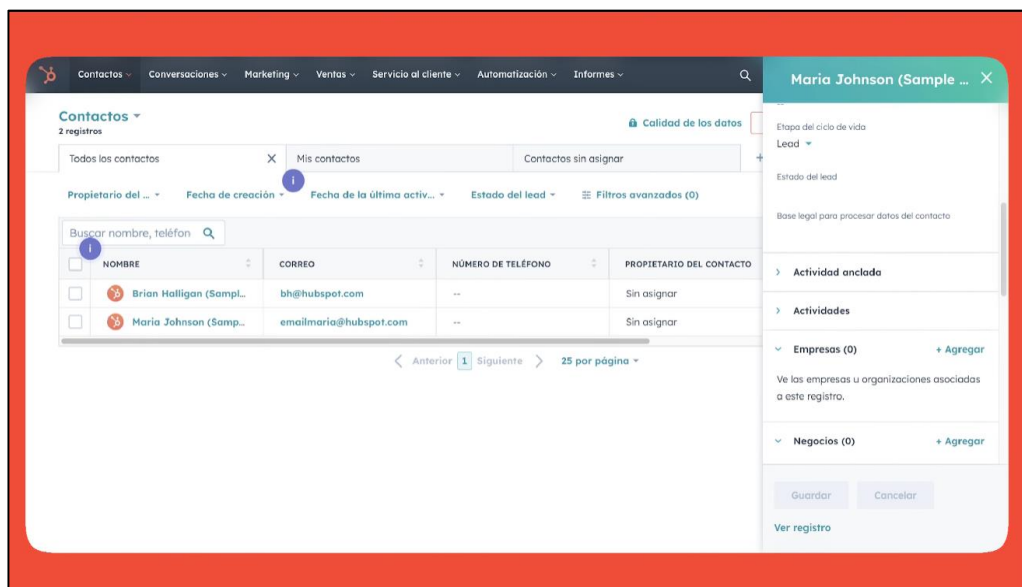 Contactos
Conversaciones
Marketing
Ventas
Servicio al cliente
Automatización
Informes
Contactos
2 registros
Calidad de los datos
Todos los contactos
Mis contactos
Contactos sin asignar
+
Propietario del ...
Fecha de creación
i
Fecha de la última activ...
Estado del lead
Filtros avanzados (0)
Buscar nombre, teléfon
i
NOMBRE
CORREO
NÚMERO DE TELÉFONO
PROPIETARIO DEL CONTACTO
Brian Halligan (Sampl...
bh@hubspot.com
--
Sin asignar
Maria Johnson (Samp...
emailmaria@hubspot.com
--
Sin asignar
Anterior
1
Siguiente
25 por página
Maria Johnson (Sample ...
--
Etapa del ciclo de vida
Lead
Estado del lead
Base legal para procesar datos del contacto
Actividad anclada
Actividades
Empresas (0)
+ Agregar
Ve las empresas u organizaciones asociadas
a este registro.
Negocios (0)
+ Agregar
Guardar
Cancelar
Ver registro